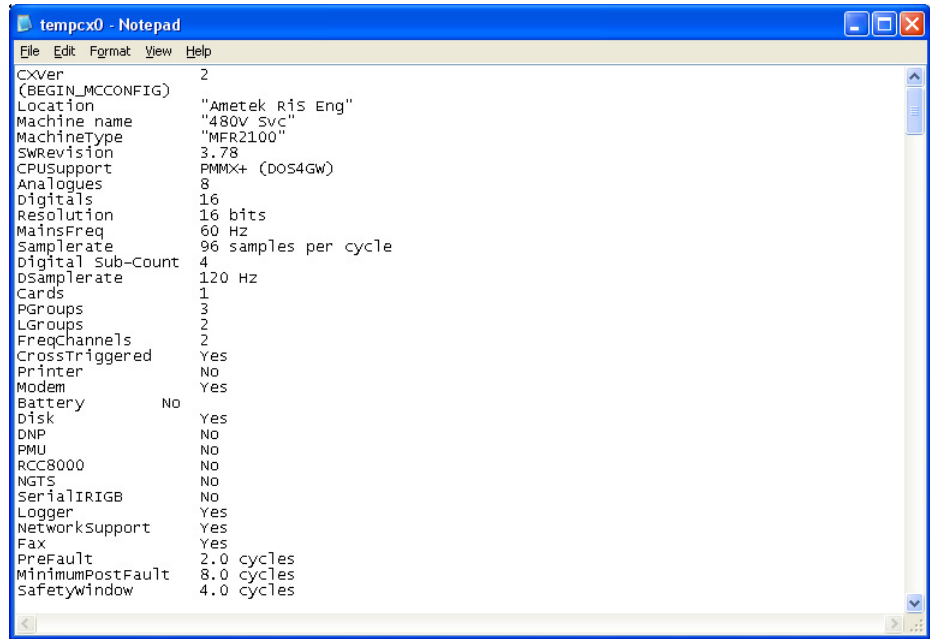 tempcx0 - Notepad
File Edit Format View Help
CXVer 2
(BEGIN_MCCONFIG)
Location "Ametek RiS Eng"
Machine name "480V Svc"
MachineType "MFR2100"
SWRevision 3.78
CPUSupport PMMX+ (DOS4GW)
Analogues 8
Digitals 16
Resolution 16 bits
MainsFreq 60 Hz
Samplerate 96 samples per cycle
Digital Sub-Count 4
DSamplerate 120 Hz
Cards 1
PGroups 3
LGroups 2
FreqChannels 2
CrossTriggered Yes
Printer No
Modem Yes
Battery No
Disk Yes
DNP No
PMU No
RCC8000 No
NGTS No
SerialIRIGB No
Logger Yes
NetworkSupport Yes
Fax Yes
PreFault 2.0 cycles
MinimumPostFault 8.0 cycles
SafetyWindow 4.0 cycles